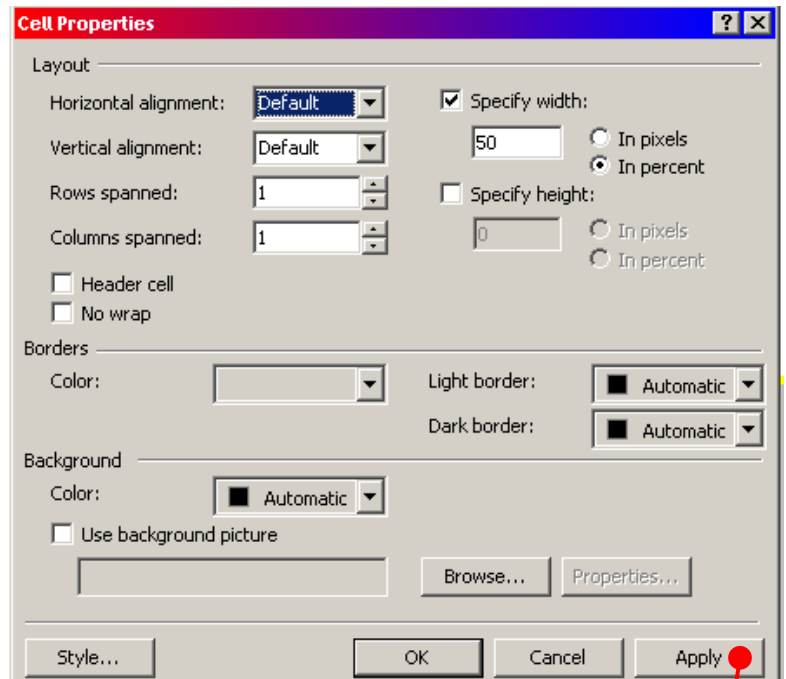 Cell Properties
Layout
Horizontal alignment: Default
Specify width:
Vertical alignment: Default
50
In pixels
In percent
Rows spanned: 1
Specify height:
Columns spanned: 1
0
In pixels
In percent
Header cell
No wrap
Borders
Color:
Light border: Automatic
Dark border: Automatic
Background
Color: Automatic
Use background picture
Browse... Properties...
Style... OK Cancel Apply